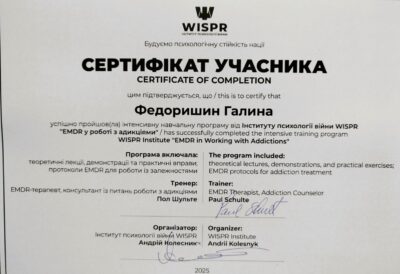 WISPR
ІНСТИТУТ ПСИХОЛОГІЇ ВІЙНИ
Будуємо психологічну стійкість нації
СЕРТИФІКАТ УЧАСНИКА
CERTIFICATE OF COMPLETION
цим підтверджується, що / this is to certify that
Федоришин Галина
успішно пройшов(ла) інтенсивну навчальну програму від Інституту психології війни WISPR
"EMDR у роботі з адикціями" / has successfully completed the intensive training program
WISPR Institute "EMDR in Working with Addictions"
Програма включала:
теоретичні лекції, демонстрації та практичні вправи;
протоколи EMDR для роботи із залежностями
The program included:
theoretical lectures, demonstrations, and practical exercises;
EMDR protocols for addiction treatment
Тренер:
EMDR-терапевт, консультант із питань роботи з адикціями
Пол Шульте
Trainer:
EMDR Therapist, Addiction Counselor
Paul Schulte
Організатор:
Інститут психології війни WISPR
Андрій Колесник
Organizer:
WISPR Institute
Andrii Kolesnyk
2025